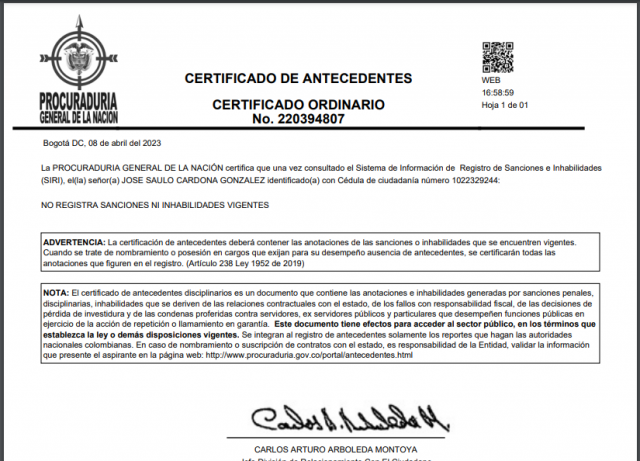 PROCURADURIA
GENERAL DE LA NACION
CERTIFICADO DE ANTECEDENTES
CERTIFICADO ORDINARIO
No. 220394807
WEB
16:58:59
Hoja 1 de 01
Bogotá DC, 08 de abril del 2023
La PROCURADURIA GENERAL DE LA NACIÓN certifica que una vez consultado el Sistema de Información de Registro de Sanciones e Inhabilidades
(SIRI), el(la) señor(a) JOSE SAULO CARDONA GONZALEZ identificado(a) con Cédula de ciudadanía número 1022329244:
NO REGISTRA SANCIONES NI INHABILIDADES VIGENTES
ADVERTENCIA: La certificación de antecedentes deberá contener las anotaciones de las sanciones o inhabilidades que se encuentren vigentes.
Cuando se trate de nombramiento o posesión en cargos que exijan para su desempeño ausencia de antecedentes, se certificarán todas las
anotaciones que figuren en el registro. (Artículo 238 Ley 1952 de 2019)
NOTA: El certificado de antecedentes disciplinarios es un documento que contiene las anotaciones e inhabilidades generadas por sanciones penales,
disciplinarias, inhabilidades que se deriven de las relaciones contractuales con el estado, de los fallos con responsabilidad fiscal, de las decisiones de
pérdida de investidura y de las condenas proferidas contra servidores, ex servidores públicos y particulares que desempeñen funciones públicas en
ejercicio de la acción de repetición o llamamiento en garantía. Este documento tiene efectos para acceder al sector público, en los términos que
establezca la ley o demás disposiciones vigentes. Se integran al registro de antecedentes solamente los reportes que hagan las autoridades
nacionales colombianas. En caso de nombramiento o suscripción de contratos con el estado, es responsabilidad de la Entidad, validar la información
que presente el aspirante en la página web: http://www.procuraduria.gov.co/portal/antecedentes.html
Carlos A. Arboleda M.
CARLOS ARTURO ARBOLEDA MONTOYA